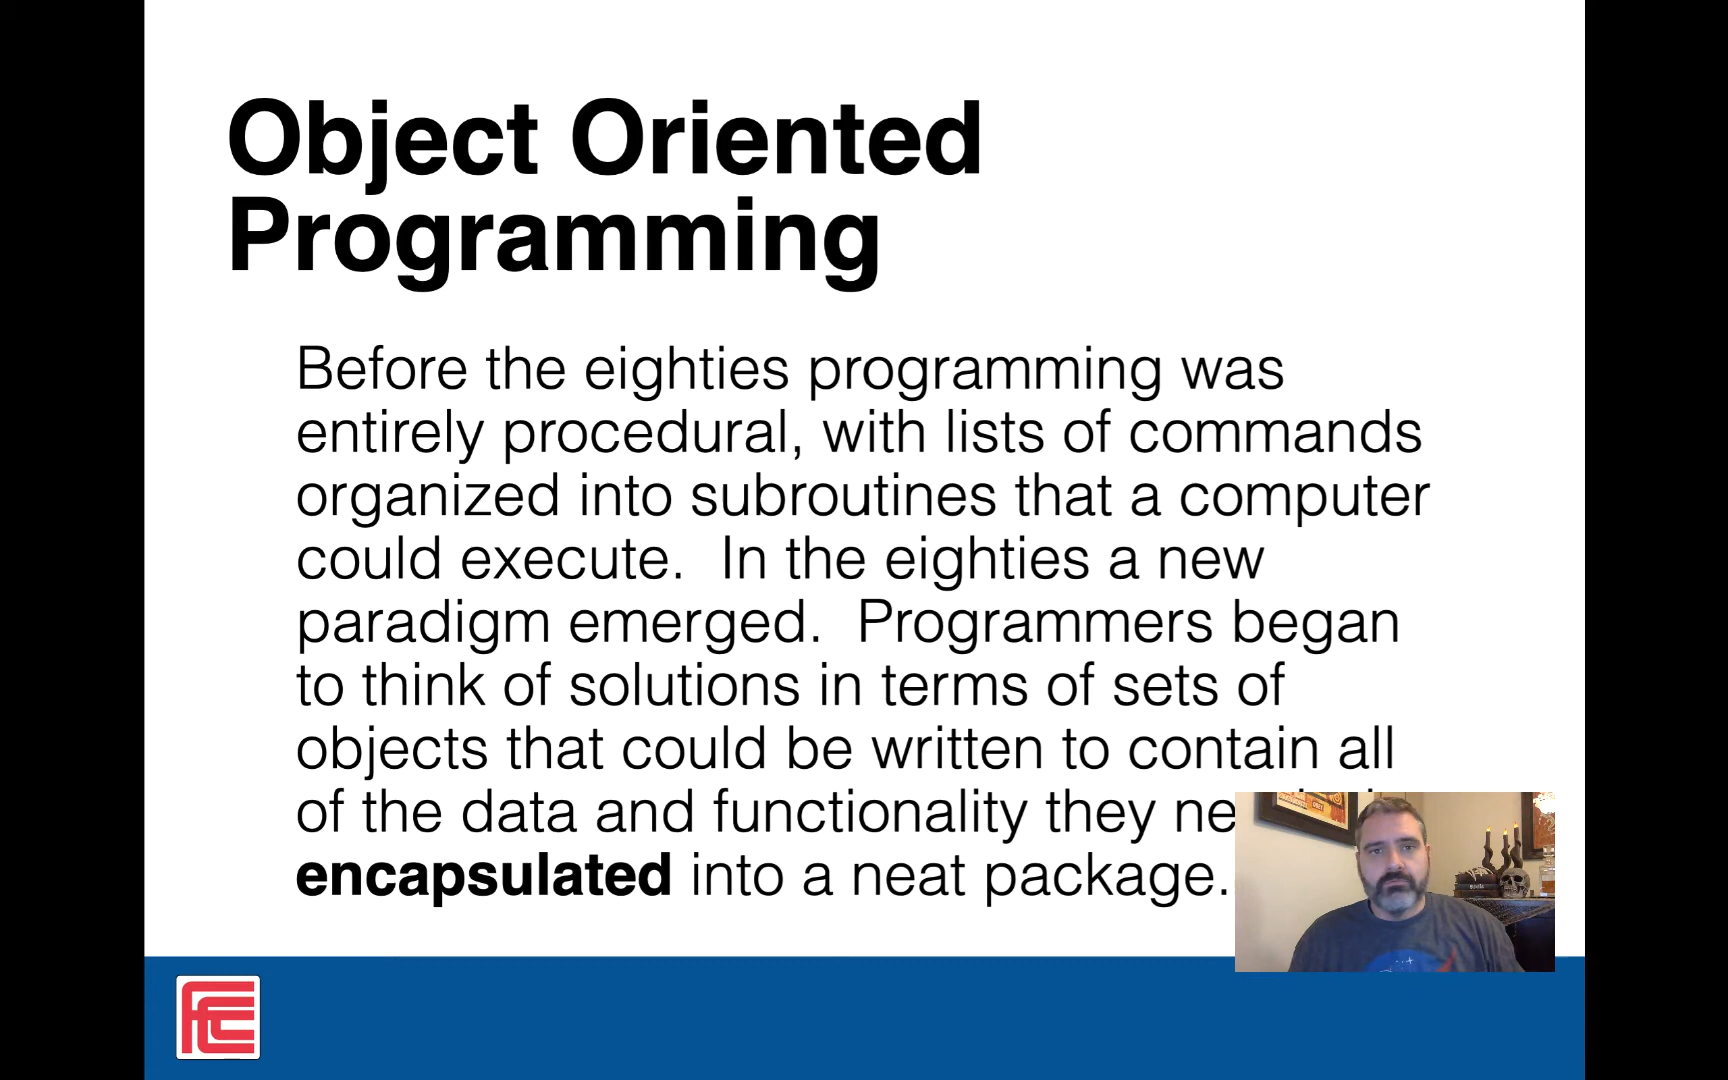 Object Oriented
Programming
Before the eighties programming was
entirely procedural, with lists of commands
organized into subroutines that a computer
could execute.  In the eighties a new
paradigm emerged.  Programmers began
to think of solutions in terms of sets of
objects that could be written to contain all
of the data and functionality they
encapsulated into a neat package.
FCC